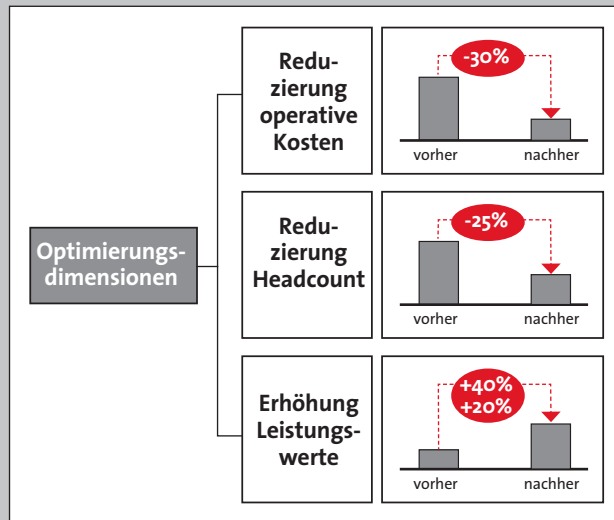 Optimierungs-
dimensionen
Redu-
zierung
operative
Kosten
-30%
vorher
nachher
Redu-
zierung
Headcount
-25%
vorher
nachher
Erhöhung
Leistungs-
werte
+40%
+20%
vorher
nachher